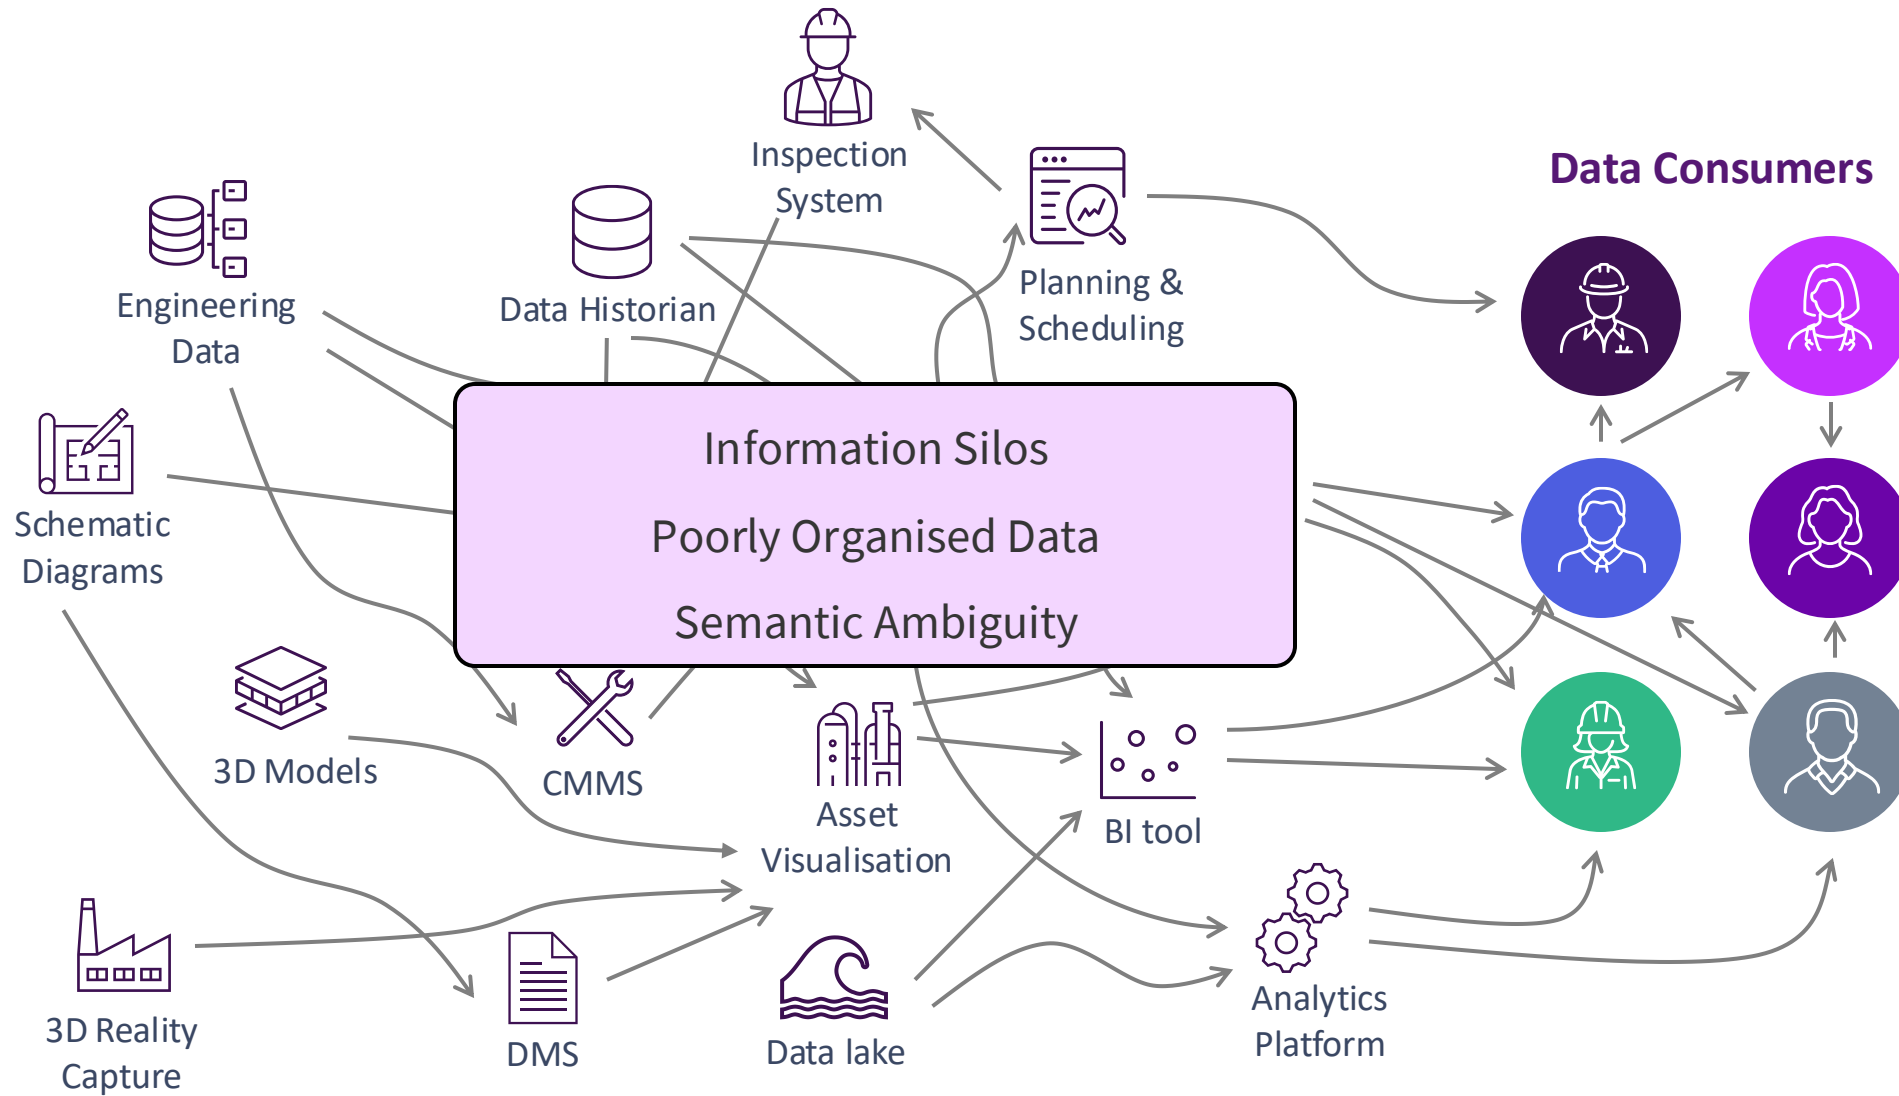 Inspection
System
Data Consumers
Planning &
Scheduling
Engineering
Data
Data Historian
Information Silos
Poorly Organised Data
Semantic Ambiguity
Schematic
Diagrams
3D Models
CMMS
Asset
Visualisation
BI tool
3D Reality
Capture
DMS
Data lake
Analytics
Platform